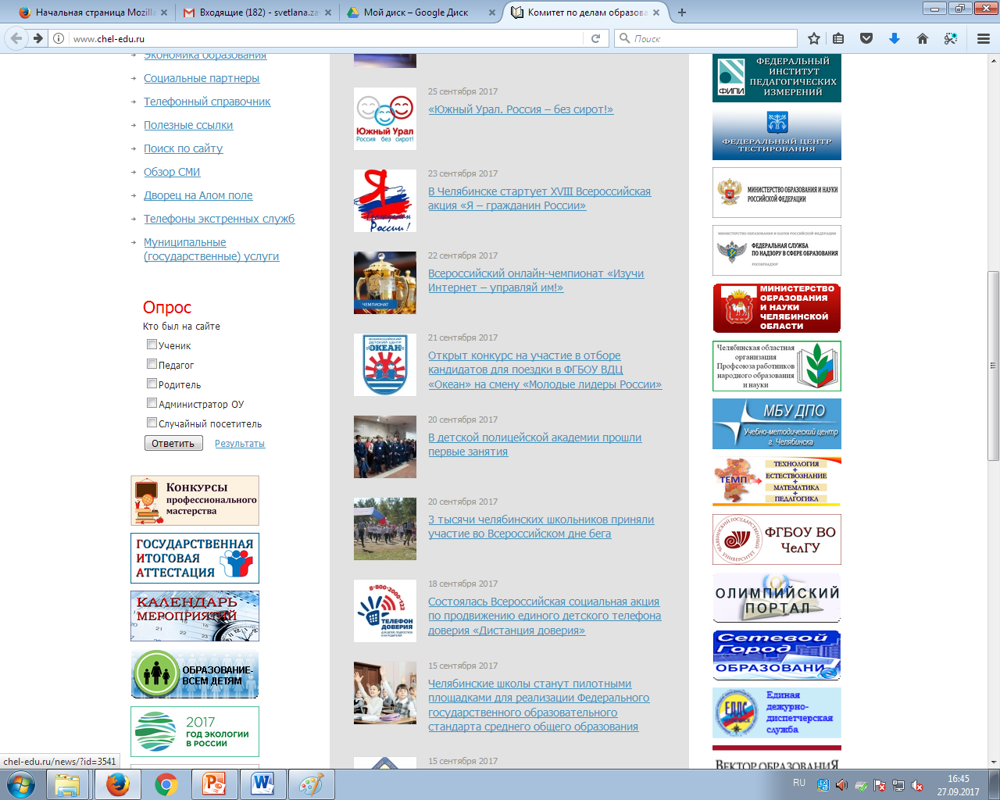 Начальная страница Mozilla
Входящие (182) - svetlana.za
Мой диск – Google Диск
Комитет по делам образова
www.chel-edu.ru
Поиск
Экономика образования
Социальные партнеры
Телефонный справочник
Полезные ссылки
Поиск по сайту
Обзор СМИ
Дворец на Алом поле
Телефоны экстренных служб
Муниципальные
(государственные) услуги
Опрос
Кто был на сайте
Ученик
Педагог
Родитель
Администратор ОУ
Случайный посетитель
Ответить
Результаты
Конкурсы
профессионального
мастерства
ГОСУДАРСТВЕННАЯ
ИТОГОВАЯ
АТТЕСТАЦИЯ
КАЛЕНДАРЬ
МЕРОПРИЯТИЙ
ОБРАЗОВАНИЕ-
ВСЕМ ДЕТЯМ
2017
ГОД ЭКОЛОГИИ
В РОССИИ
chel-edu.ru/news/?id=3541
25 сентября 2017
«Южный Урал. Россия – без сирот!»
Южный Урал
Россия без сирот!
23 сентября 2017
В Челябинске стартует XVIII Всероссийская
акция «Я – гражданин России»
Я
Гражданин
России!
22 сентября 2017
Всероссийский онлайн-чемпионат «Изучи
Интернет – управляй им!»
ЧЕМПИОНАТ
21 сентября 2017
Открыт конкурс на участие в отборе
кандидатов для поездки в ФГБОУ ВДЦ
«Океан» на смену «Молодые лидеры России»
ВСЕРОССИЙСКИЙ
ДЕТСКИЙ ЦЕНТР
ОКЕАН
20 сентября 2017
В детской полицейской академии прошли
первые занятия
20 сентября 2017
3 тысячи челябинских школьников приняли
участие во Всероссийском дне бега
18 сентября 2017
Состоялась Всероссийская социальная акция
по продвижению единого детского телефона
доверия «Дистанция доверия»
8-800-2000-122
ТЕЛЕФОН
ДОВЕРИЯ
15 сентября 2017
Челябинские школы станут пилотными
площадками для реализации Федерального
государственного образовательного
стандарта среднего общего образования
15 сентября 2017
ФИПИ
ФЕДЕРАЛЬНЫЙ
ИНСТИТУТ
ПЕДАГОГИЧЕСКИХ
ИЗМЕРЕНИЙ
ФЕДЕРАЛЬНЫЙ ЦЕНТР
ТЕСТИРОВАНИЯ
МИНИСТЕРСТВО ОБРАЗОВАНИЯ И НАУКИ
РОССИЙСКОЙ ФЕДЕРАЦИИ
МИНИСТЕРСТВО ОБРАЗОВАНИЯ И НАУКИ РОССИЙСКОЙ ФЕДЕРАЦИИ
ФЕДЕРАЛЬНАЯ СЛУЖБА
ПО НАДЗОРУ В СФЕРЕ ОБРАЗОВАНИЯ
РОСОБРНАДЗОР
МИНИСТЕРСТВО
ОБРАЗОВАНИЯ
И НАУКИ
ЧЕЛЯБИНСКОЙ
ОБЛАСТИ
Челябинская областная
организация
Профсоюза работников
народного образования
и науки
МБУ ДПО
Учебно-методический центр
г. Челябинска
ТЕМП
ТЕХНОЛОГИЯ
+
ЕСТЕСТВОЗНАНИЕ
+
МАТЕМАТИКА
+
ПЕДАГОГИКА
ФГБОУ ВО
ЧелГУ
ОЛИМПИЙСКИЙ
ПОРТАЛ
Сетевой
Город
ОБРАЗОВАНИ
ЕДДС
Единая
дежурно-
диспетчерская
служба
ВЕКТОР ОБРАЗОВАНИЯ
RU
16:45
27.09.2017